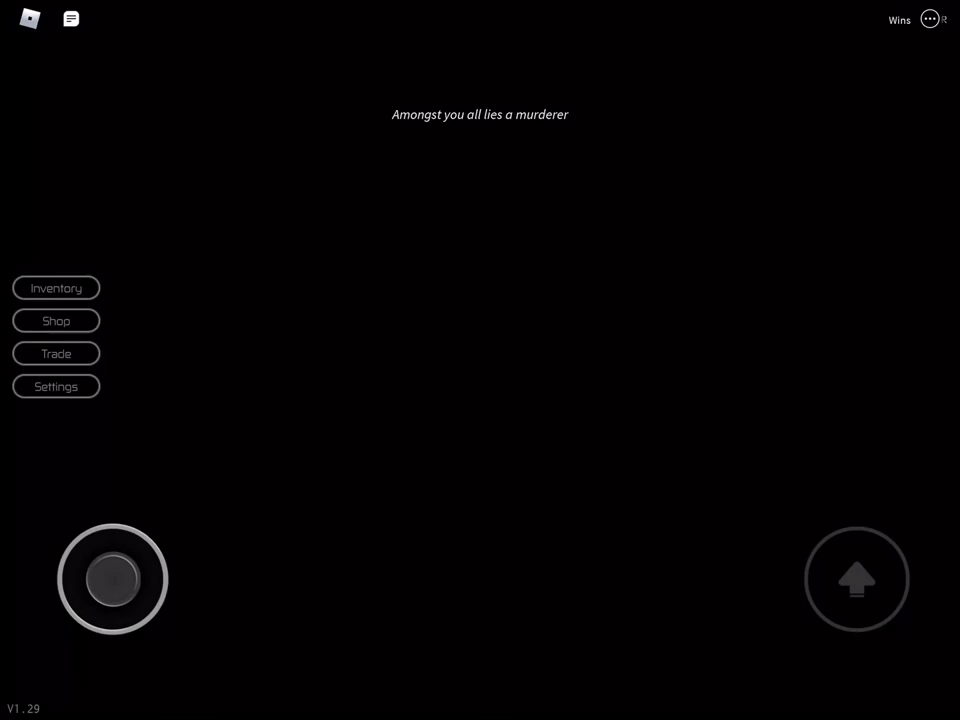 Wins
Amongst you all lies a murderer
Inventory
Shop
Trade
Settings
V1.29